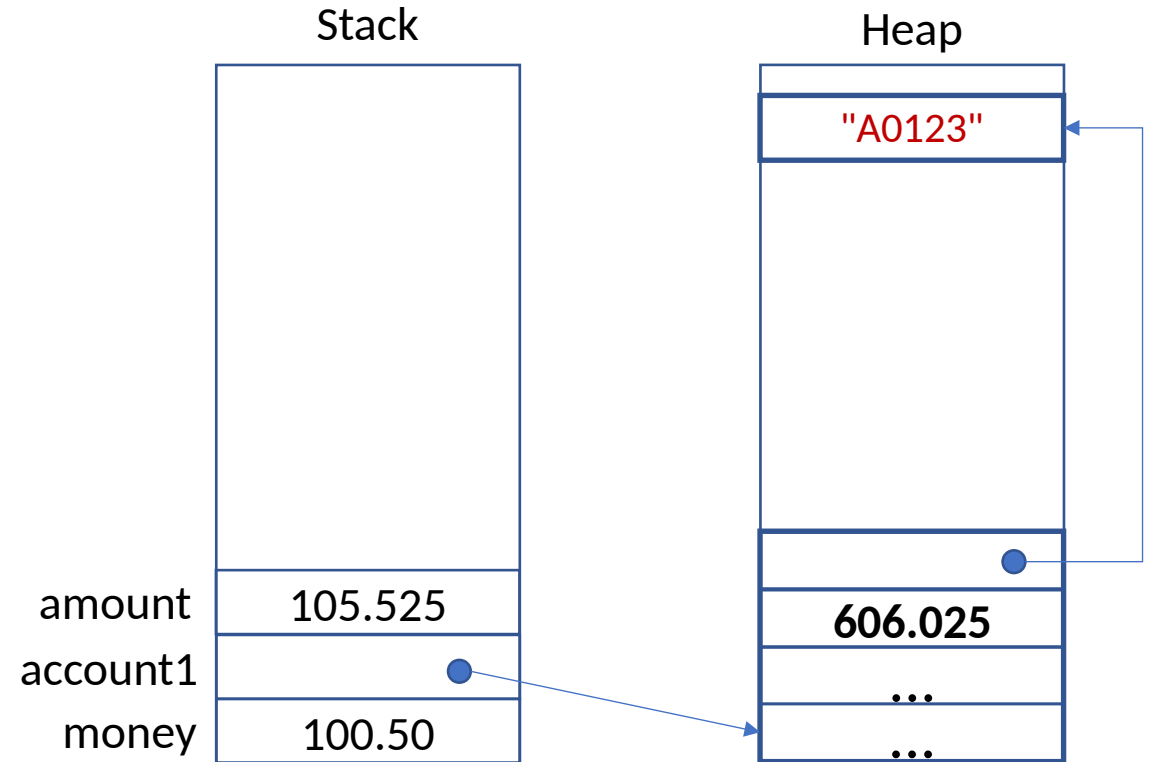 Stack
Heap
"A0123"
amount
105.525
606.025
account1
...
money
100.50
...